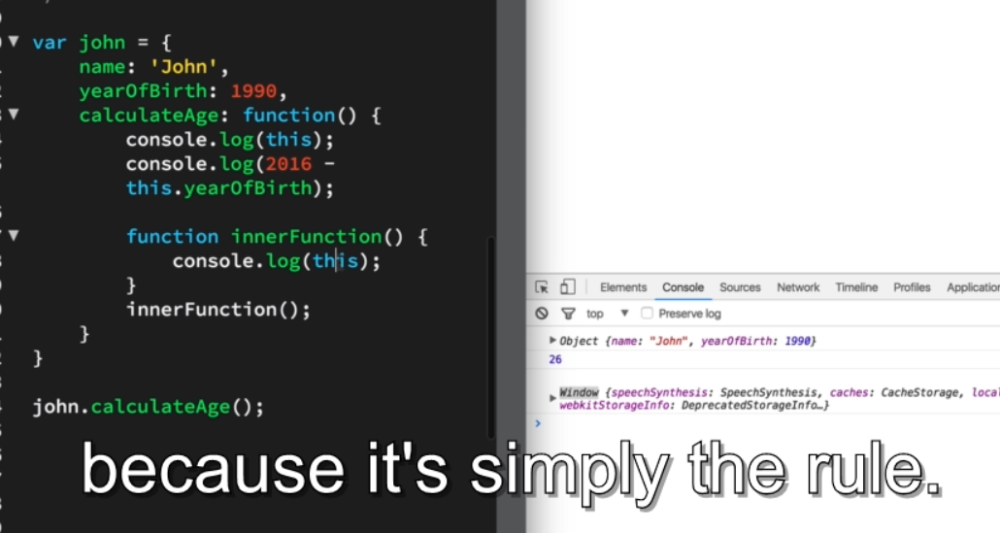 var john = {
name: 'John',
yearOfBirth: 1990,
calculateAge: function() {
console.log(this);
console.log(2016 -
this.yearOfBirth);
function innerFunction() {
console.log(this);
}
innerFunction();
}
}
john.calculateAge();
Elements Console Sources Network Timeline Profiles Application
top Preserve log
Object {name: "John", yearOfBirth: 1990}
26
Window {speechSynthesis: SpeechSynthesis, caches: CacheStorage, local
webkitStorageInfo: DeprecatedStorageInfo…}
because it's simply the rule.